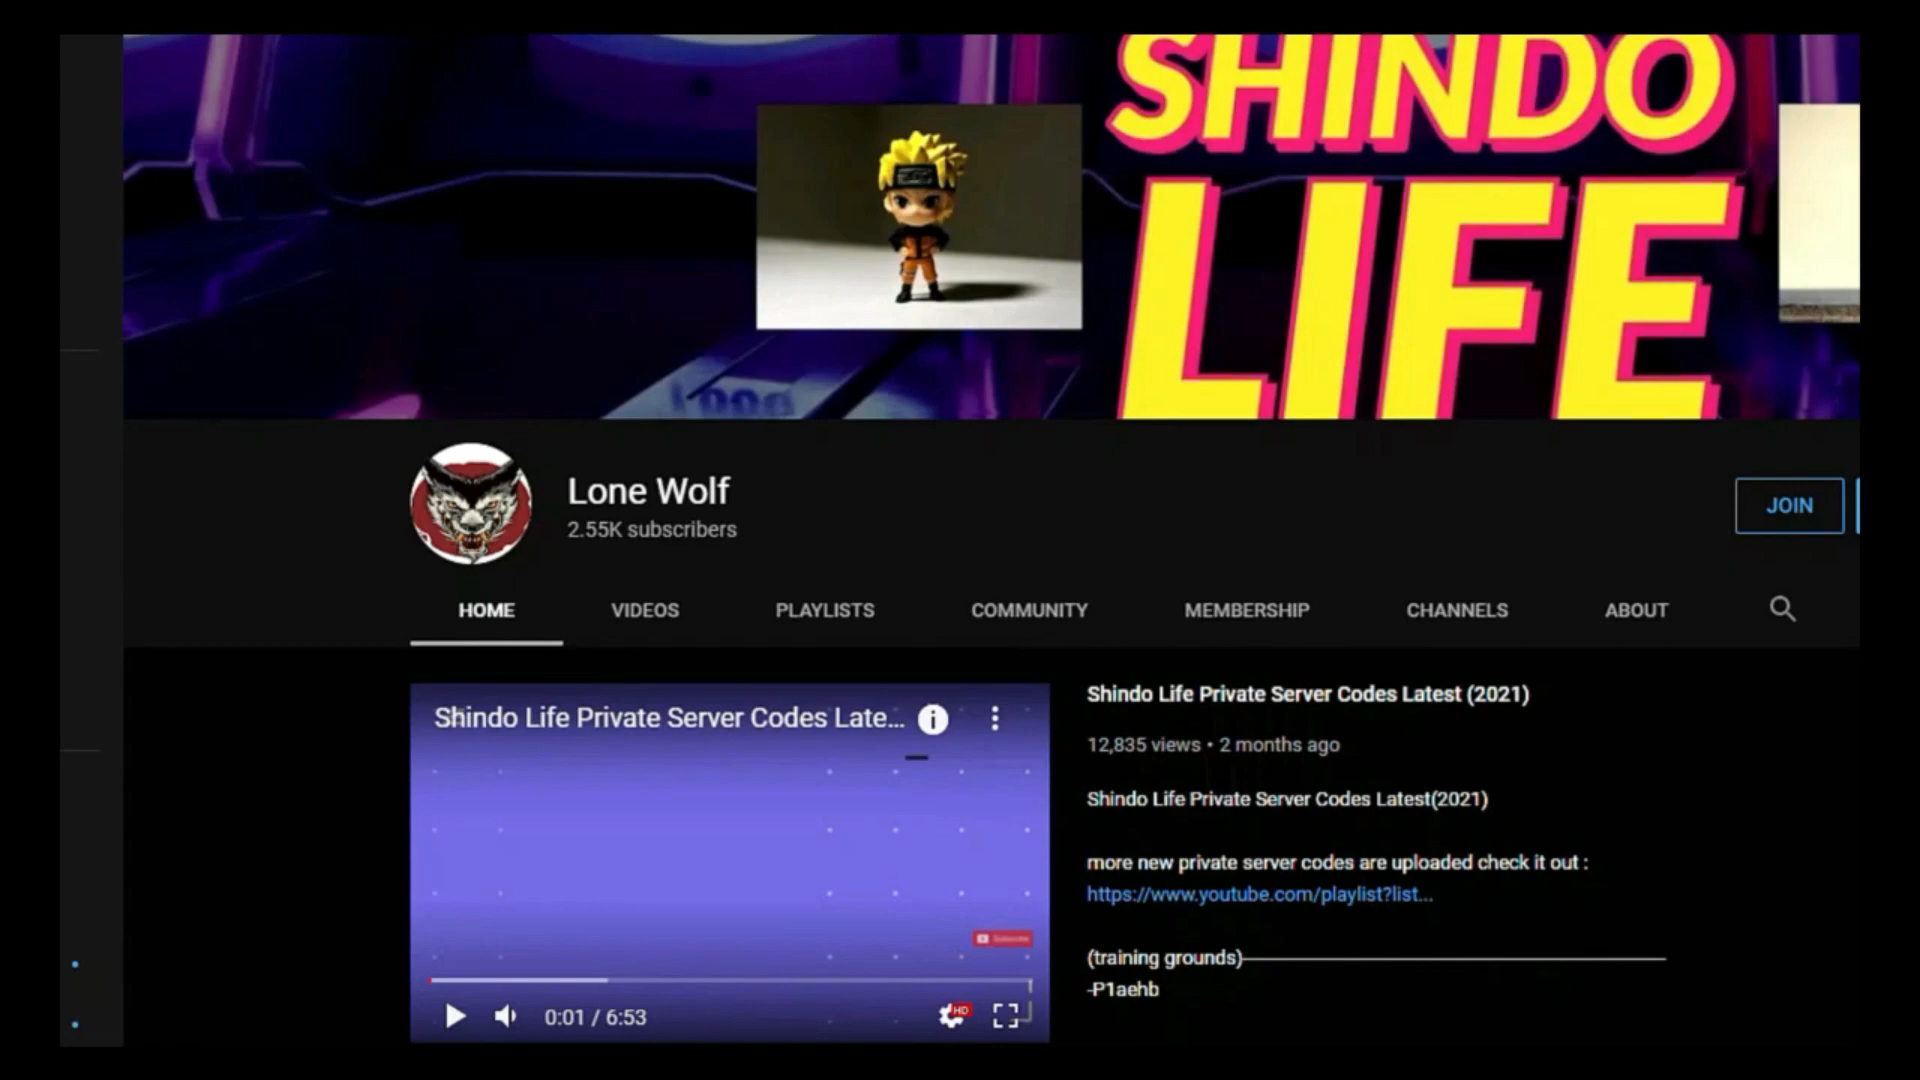 SHINDO
LIFE
Lone Wolf
2.55K subscribers
JOIN
HOME VIDEOS PLAYLISTS COMMUNITY MEMBERSHIP CHANNELS ABOUT
Shindo Life Private Server Codes Late...
0:01 / 6:53
HD
Subscribe
Shindo Life Private Server Codes Latest (2021)
12,835 views • 2 months ago
Shindo Life Private Server Codes Latest(2021)
more new private server codes are uploaded check it out :
https://www.youtube.com/playlist?list...
(training grounds)
-P1aehb